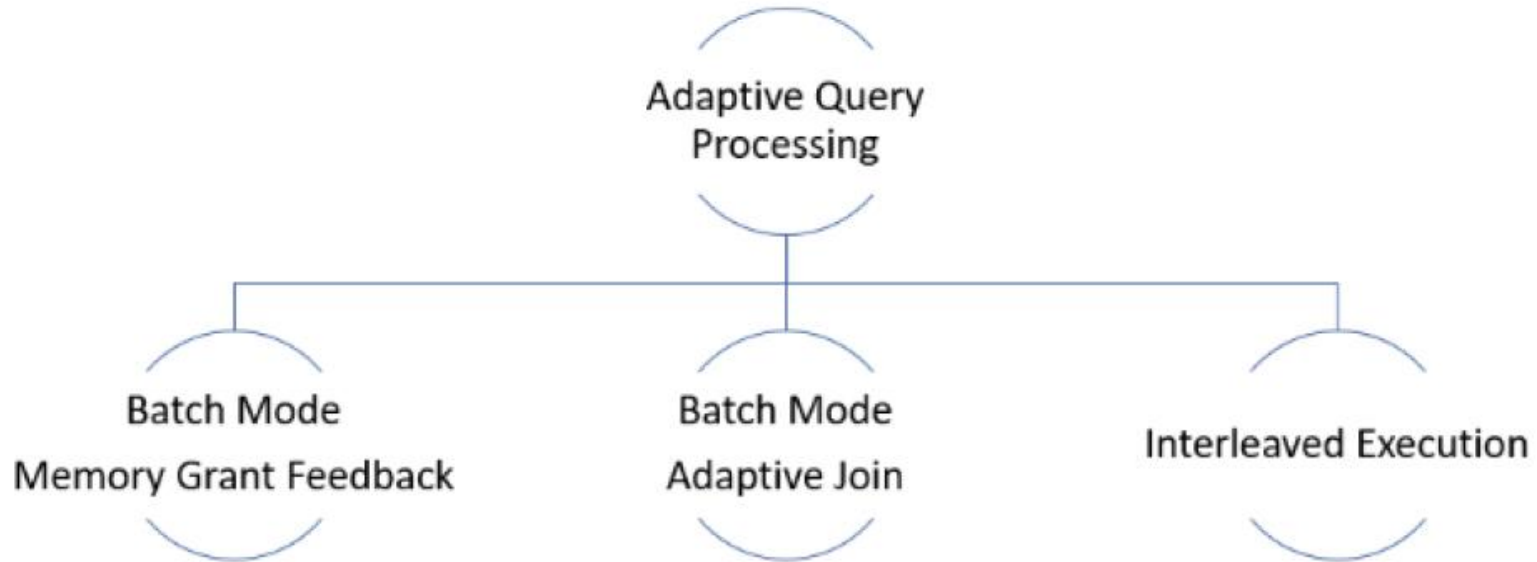 Adaptive Query
Processing
Batch Mode
Memory Grant Feedback
Batch Mode
Adaptive Join
Interleaved Execution